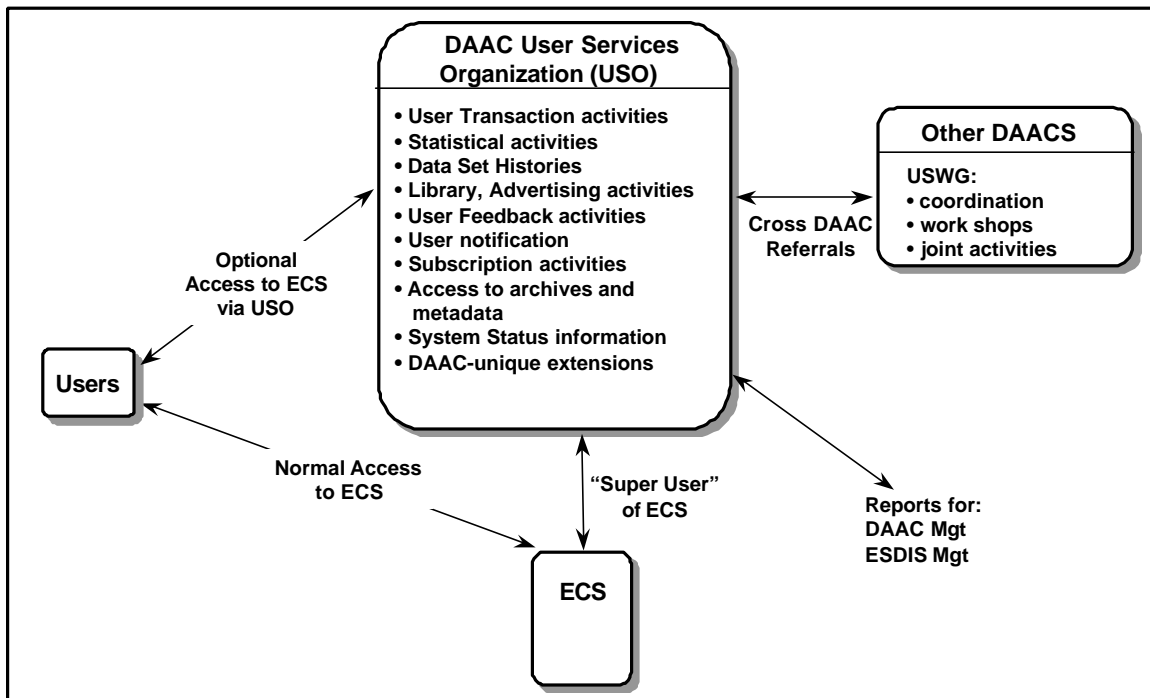 DAAC User Services
Organization (USO)
• User Transaction activities
• Statistical activities
• Data Set Histories
• Library, Advertising activities
• User Feedback activities
• User notification
• Subscription activities
• Access to archives and
metadata
• System Status information
• DAAC-unique extensions
Other DAACS
USWG:
• coordination
• work shops
• joint activities
Cross DAAC
Referrals
Optional
Access to ECS
via USO
Users
Normal Access
to ECS
“Super User”
of ECS
Reports for:
DAAC Mgt
ESDIS Mgt
ECS